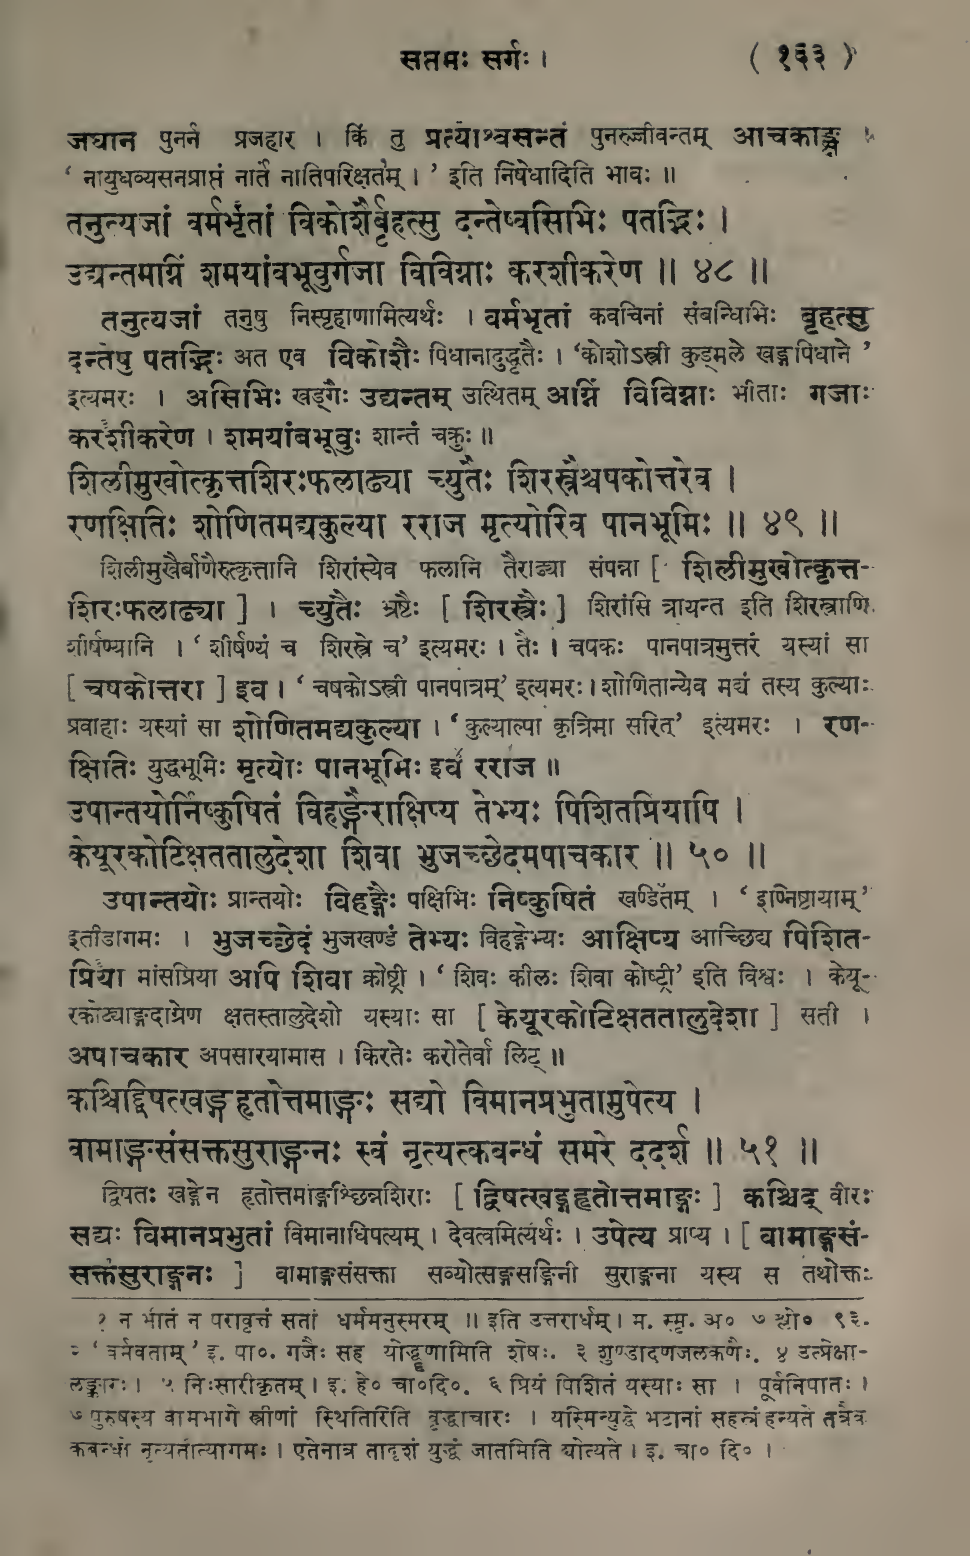 सप्तमः सर्गः । ( १६३ )
जघान पुनर्न प्रजहार । किं तु प्रत्याश्वसन्तं पुनरुज्जीवन्तम् आचकाङ्क्ष ।
‘ नायुधव्यसनप्राप्तं नार्तं नातिपरिक्षतम् । ’ इति निषेधादिति भावः ॥
तनुत्यजां वर्मभृतां विकोशैर्बृहत्सु दन्तेष्वसिभिः पतद्भिः ।
उद्यन्तमग्निं शमयांबभूवुर्गजा विविग्नाः करशीकरेण ॥ ४८ ॥
तनुत्यजां तनुषु निस्पृहाणामित्यर्थः । वर्मभृतां कवचिनां संबन्धिभिः बृहत्सु
दन्तेषु पतद्भिः अत एव विकोशैः पिधानादुद्धृतैः । ‘कोशोऽस्त्री कुड्मले खङ्गपिधाने ’
इत्यमरः । असिभिः खड्गैः उद्यन्तम् उत्थितम् अग्निं विविग्नाः भीताः गजाः
करशीकरेण । शमयांबभूवुः शान्तं चक्रुः ॥
शिलीमुखोत्कृत्तशिरःफलाढ्या च्युतैः शिरस्त्रैश्चषकोत्तरेव ।
रणक्षितिः शोणितमद्यकुल्या रराज मृत्योरिव पानभूमिः ॥ ४९ ॥
शिलीमुखैर्बाणैरुत्कृत्तानि शिरांस्येव फलानि तैराढ्या संपन्ना [ शिलीमुखोत्कृत्त-
शिरःफलाढ्या ] । च्युतैः भ्रष्टैः [ शिरस्त्रैः ] शिरांसि त्रायन्त इति शिरस्त्राणि
शीर्षण्यानि । ‘ शीर्षण्यं च शिरस्त्रे च’ इत्यमरः । तैः । चषकः पानपात्रमुत्तरं यस्यां सा
[ चषकोत्तरा ] इव । ‘ चषकोऽस्त्री पानपात्रम्’ इत्यमरः । शोणितान्येव मद्यं तस्य कुल्याः
प्रवाहाः यस्यां सा शोणितमद्यकुल्या । ‘ कुल्याल्पा कृत्रिमा सरित्’ इत्यमरः । रण-
क्षितिः युद्धभूमिः मृत्योः पानभूमिः इव रराज ॥
उपान्तयोर्निष्कुषितं विहङ्गैराक्षिप्य तेभ्यः पिशितप्रियापि ।
केयूरकोटिक्षततालुदेशा शिवा भुजच्छेदमपाचकार ॥ ५० ॥
उपान्तयोः प्रान्तयोः विहङ्गैः पक्षिभिः निष्कुषितं खण्डितम् । ‘ इण्निष्ठायाम्’
इतीडागमः । भुजच्छेदं भुजखण्डं तेभ्यः विहङ्गेभ्यः आक्षिप्य आच्छिद्य पिशित-
प्रिया मांसप्रिया अपि शिवा क्रोष्ट्री । ‘ शिवः कीलः शिवा क्रोष्ट्री’ इति विश्वः । केयू-
रकोट्याङ्गदाग्रेण क्षतस्तालुदेशो यस्याः सा [ केयूरकोटिक्षततालुदेशा ] सती ।
अपाचकार अपसारयामास । किरतेः करोतेर्वा लिट् ॥
कश्चिद्द्विषत्खङ्गहृतोत्तमाङ्गः सद्यो विमानप्रभुतामुपेत्य ।
वामाङ्गसंसक्तसुराङ्गनः स्वं नृत्यत्कबन्धं समरे ददर्श ॥ ५१ ॥
द्विषतः खङ्गेन हृतोत्तमाङ्गश्छिन्नशिराः [ द्विषत्खङ्गहृतोत्तमाङ्गः ] कश्चिद् वीरः
सद्यः विमानप्रभुतां विमानाधिपत्यम् । देवत्वमित्यर्थः । उपेत्य प्राप्य । [ वामाङ्गसं-
सक्तसुराङ्गनः ] वामाङ्गसंसक्ता सव्योत्सङ्गसङ्गिनी सुराङ्गना यस्य स तथोक्तः
१ न भीतं न परावृत्तं सतां धर्ममनुस्मरम् ॥ इति उत्तरार्धम् । म. स्मृ. अ० ७ श्लो० ९३.
२ ‘ वर्मवताम् ’ इ. पा०. गजैः सह योद्धॄणामिति शेषः. ३ शुण्डादण्डजलकणैः. ४ उत्प्रेक्षा-
लङ्कारः । ५ निःसारीकृतम् । इ. हे० चा०दि०. ६ प्रियं पिशितं यस्याः सा । पूर्वनिपातः ।
७ पुरुषस्य वामभागे स्त्रीणां स्थितिरिति वृद्धाचारः । यस्मिन्युद्धे भटानां सहस्रं हन्यते तत्रैव
कबन्धो नृत्यतीत्यागमः । एतेनात्र तादृशं युद्धं जातमिति द्योत्यते । इ. चा० दि० ।